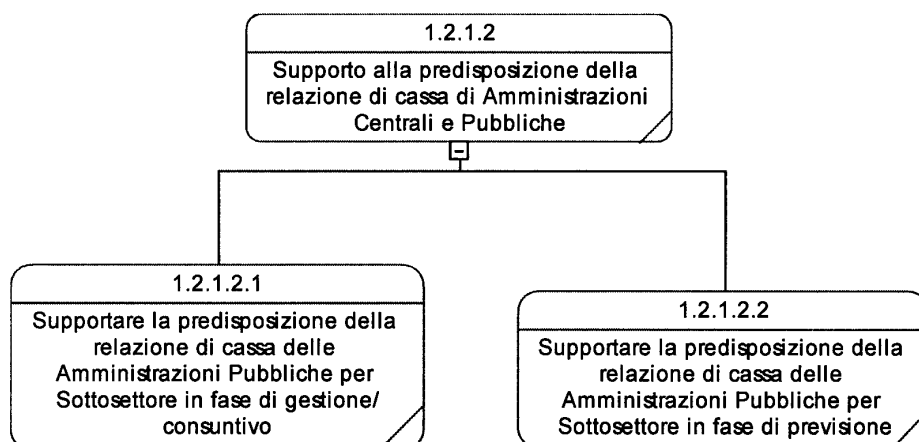 1.2.1.2
Supporto alla predisposizione della
relazione di cassa di Amministrazioni
Centrali e Pubbliche
1.2.1.2.1
Supportare la predisposizione della
relazione di cassa delle
Amministrazioni Pubbliche per
Sottosettore in fase di gestione/
consuntivo
1.2.1.2.2
Supportare la predisposizione della
relazione di cassa delle
Amministrazioni Pubbliche per
Sottosettore in fase di previsione